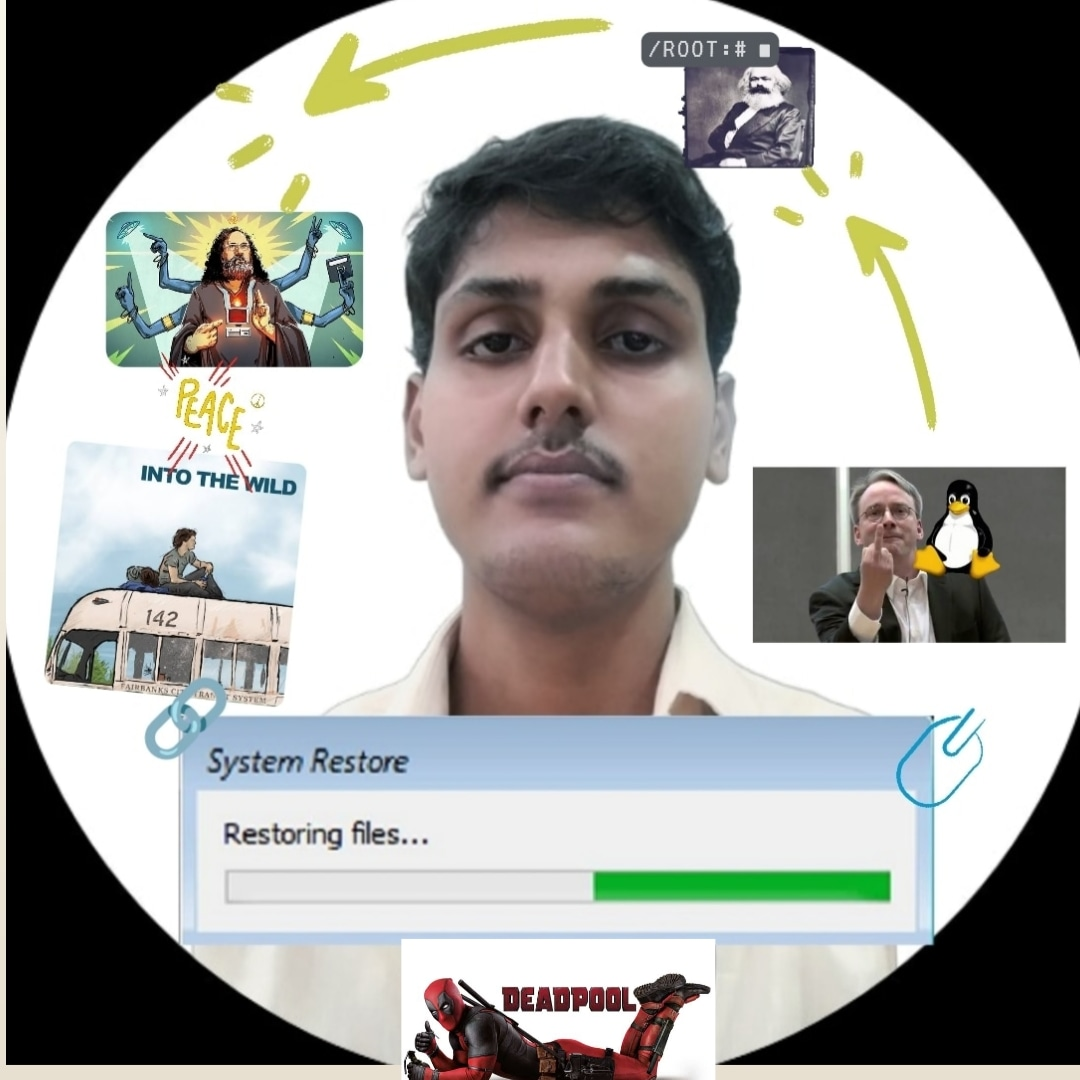 /ROOT:#
PEACE
INTO THE WILD
142
FAIRBANKS CITY TRANSIT SYSTEM
System Restore
Restoring files...
DEADPOOL